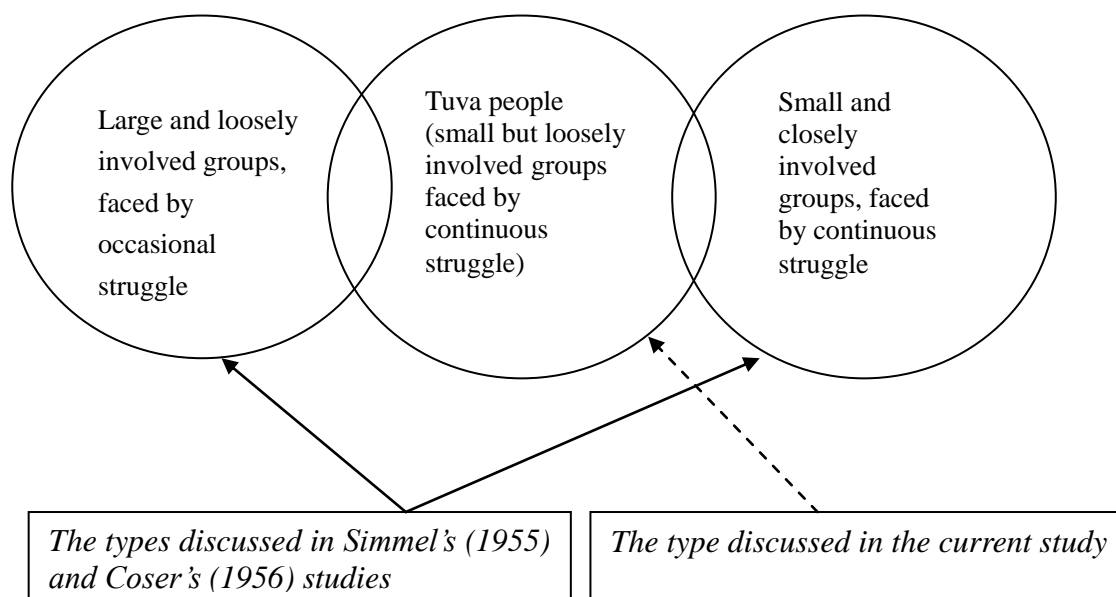 Large and loosely
involved groups,
faced by
occasional
struggle
Tuva people
(small but loosely
involved groups
faced by
continuous
struggle)
Small and
closely
involved
groups, faced
by continuous
struggle
The types discussed in Simmel's (1955)
and Coser's (1956) studies
The type discussed in the current study